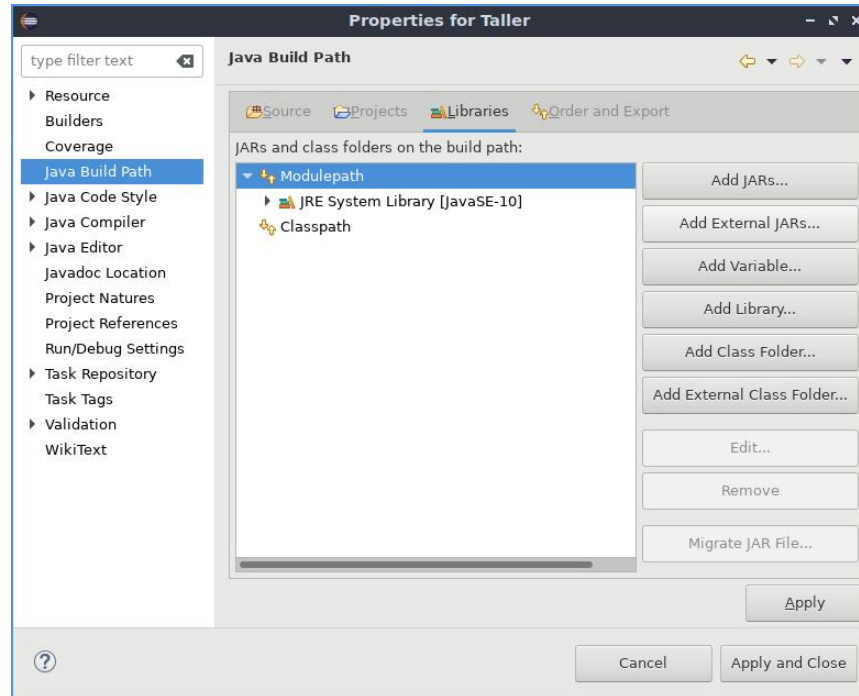 Properties for Taller
type filter text
Java Build Path
Resource
Builders
Coverage
Java Build Path
Java Code Style
Java Compiler
Java Editor
Javadoc Location
Project Natures
Project References
Run/Debug Settings
Task Repository
Task Tags
Validation
WikiText
Source Projects Libraries Order and Export
JARs and class folders on the build path:
Modulepath
JRE System Library [JavaSE-10]
Classpath
Add JARs...
Add External JARs...
Add Variable...
Add Library...
Add Class Folder...
Add External Class Folder...
Edit...
Remove
Migrate JAR File...
Apply
?
Cancel
Apply and Close